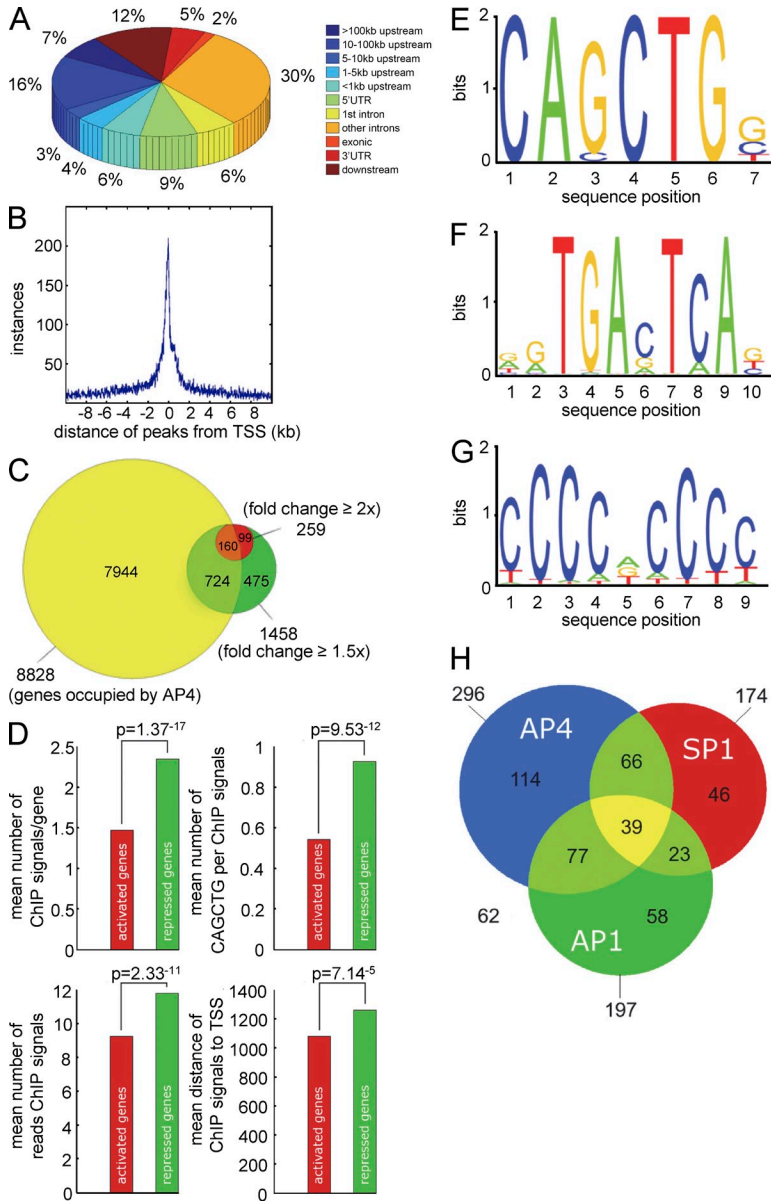 A
12%
5%
2%
7%
16%
30%
3%
4%
6%
9%
6%
>100kb upstream
10-100kb upstream
5-10kb upstream
1-5kb upstream
<1kb upstream
5'UTR
1st intron
other introns
exonic
3'UTR
downstream
B
instances
200
150
100
50
-8 -6 -4 -2 0 2 4 6 8
distance of peaks from TSS (kb)
C
(fold change ≥ 2x)
259
7944
160
99
724
475
1458
(fold change ≥ 1.5x)
8828
(genes occupied by AP4)
D
p=1.37-17
mean number of
ChIP signals/gene
2.5
2
1.5
1
0.5
0
activated genes
repressed genes
p=9.53-12
mean number of
CAGCTG per ChIP signals
1
0.8
0.6
0.4
0.2
0
activated genes
repressed genes
p=2.33-11
mean number of
reads ChIP signals
12
10
8
6
4
2
0
activated genes
repressed genes
p=7.14-5
mean distance of
ChIP signals to TSS
1400
1200
1000
800
600
400
200
0
activated genes
repressed genes
E
bits
2
1
0
CAGCTGG
C C
T
1 2 3 4 5 6 7
sequence position
F
bits
2
1
0
GGTGACTCAG
A A G A T
T A C
1 2 3 4 5 6 7 8 9 10
sequence position
G
bits
2
1
0
CCCCACCCC
T T A G A T T T
T
1 2 3 4 5 6 7 8 9
sequence position
H
296
174
AP4
SP1
66
114
46
39
77
23
62
58
AP1
197